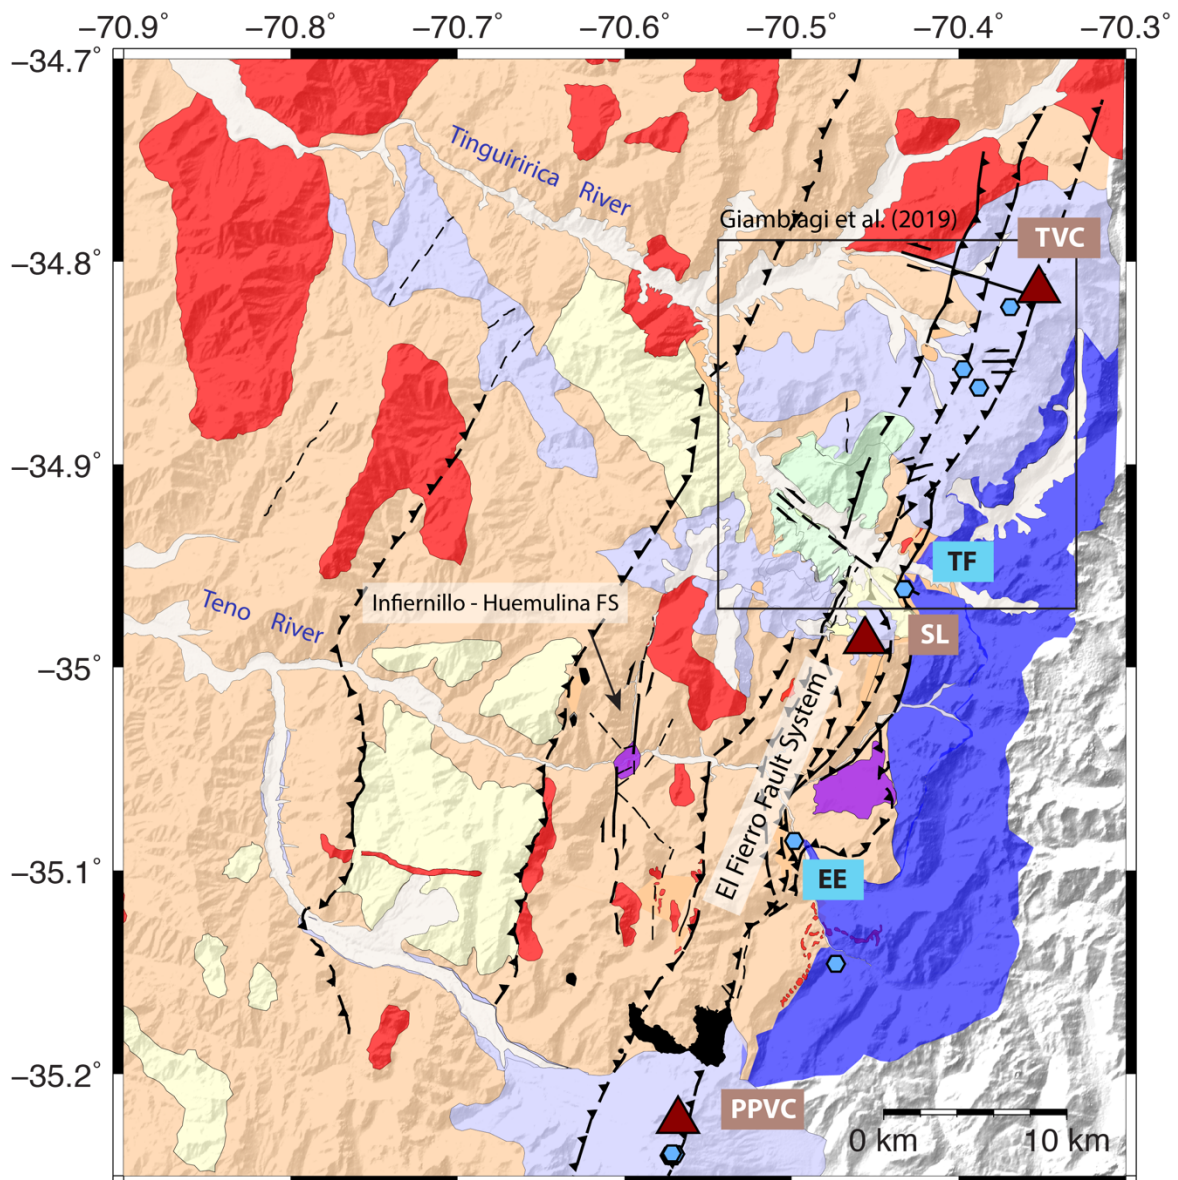 −70.9° −70.8° −70.7° −70.6° −70.5° −70.4° −70.3°
−34.7°
Tinguiririca River
Giambiagi et al. (2019)
TVC
−34.8°
−34.9°
TF
Infiernillo - Huemulina FS
Teno River
SL
−35°
El Fierro Fault System
−35.1°
EE
−35.2°
PPVC
0 km 10 km